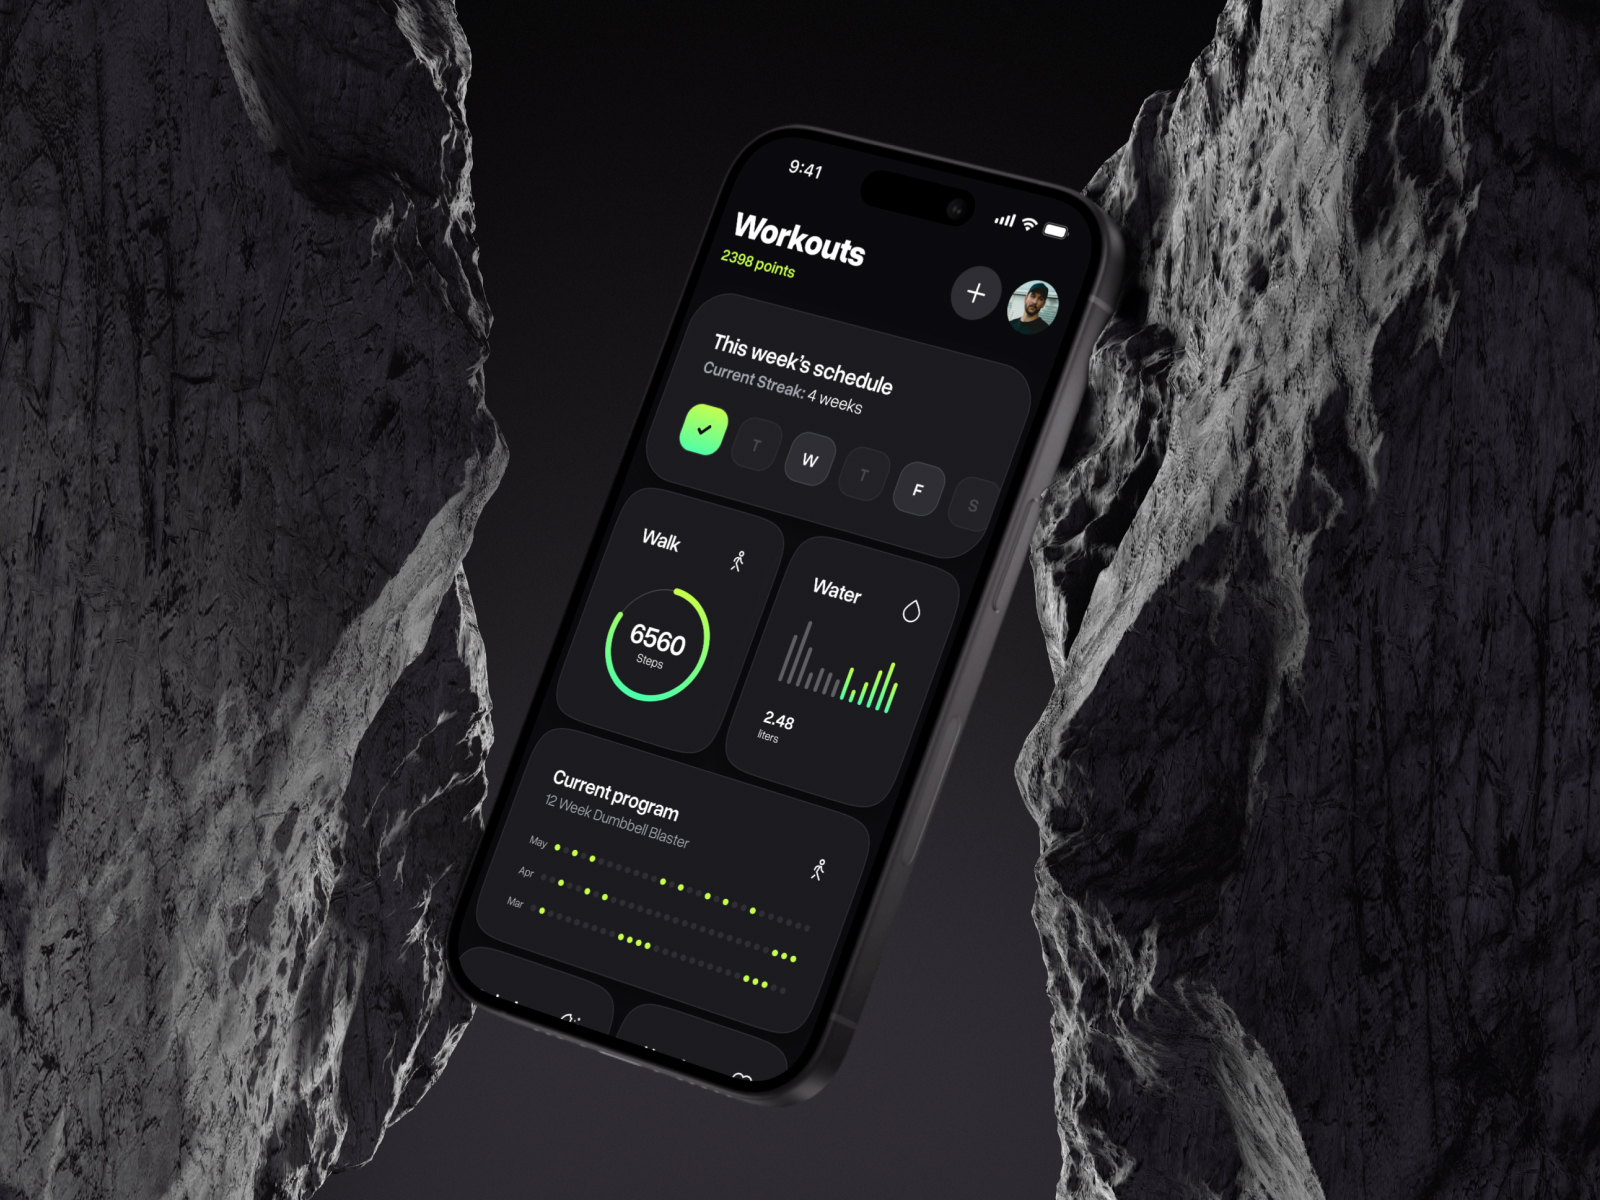 9:41
Workouts
2398 points
This week’s schedule
Current Streak: 4 weeks
T
W
T
F
S
Walk
6560
Steps
Water
2.48
liters
Current program
12 Week Dumbbell Blaster
May
Apr
Mar